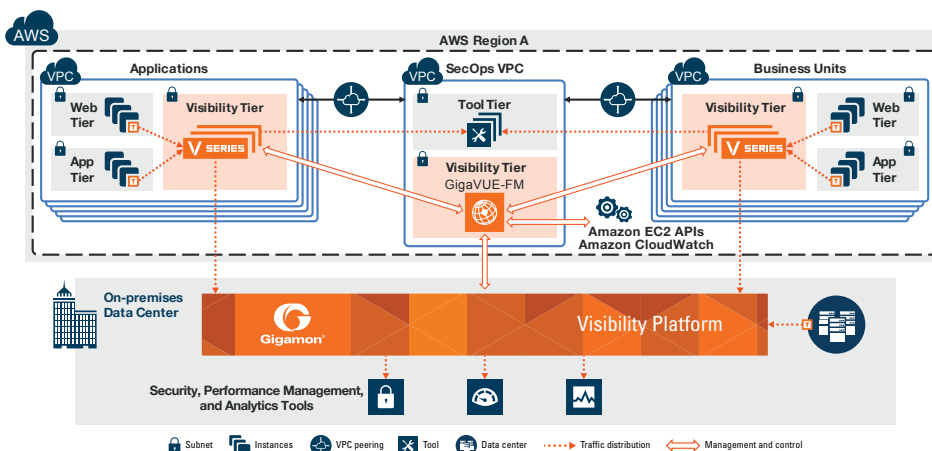 AWS
AWS Region A
VPC
Applications
VPC
SecOps VPC
VPC
Business Units
Web
Tier
T
App
Tier
T
Visibility Tier
V SERIES
Tool Tier
Visibility Tier
GigaVUE-FM
Visibility Tier
V SERIES
Web
Tier
T
App
Tier
T
Amazon EC2 APIs
Amazon CloudWatch
On-premises
Data Center
Gigamon®
Visibility Platform
T
Security, Performance Management,
and Analytics Tools
Subnet
Instances
VPC peering
Tool
Data center
Traffic distribution
Management and control